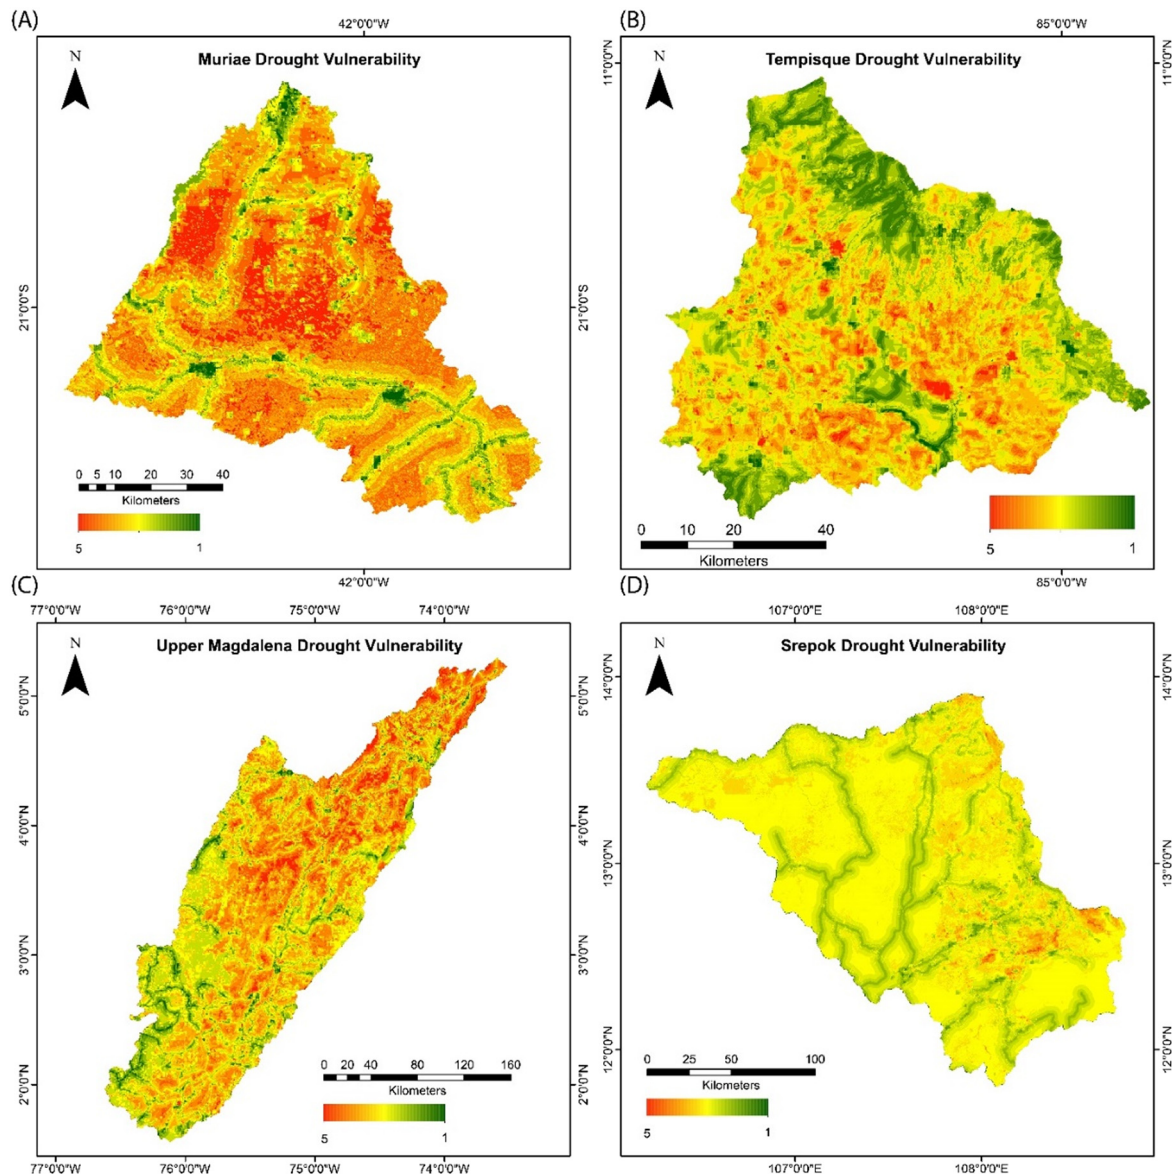 (A)
42°0'0"W
N
Muriae Drought Vulnerability
21°0'0"S
21°0'0"S
0 5 10 20 30 40
Kilometers
5 1
42°0'0"W
(B)
85°0'0"W
11°0'0"N
11°0'0"N
N
Tempisque Drought Vulnerability
0 10 20 40
Kilometers
5 1
85°0'0"W
(C)
77°0'0"W 76°0'0"W 75°0'0"W 74°0'0"W
N
Upper Magdalena Drought Vulnerability
5°0'0"N
5°0'0"N
4°0'0"N
4°0'0"N
3°0'0"N
3°0'0"N
2°0'0"N
2°0'0"N
0 20 40 80 120 160
Kilometers
5 1
77°0'0"W 76°0'0"W 75°0'0"W 74°0'0"W
(D)
107°0'0"E 108°0'0"E
N
Srepok Drought Vulnerability
14°0'0"N
14°0'0"N
13°0'0"N
13°0'0"N
12°0'0"N
12°0'0"N
0 25 50 100
Kilometers
5 1
107°0'0"E 108°0'0"E